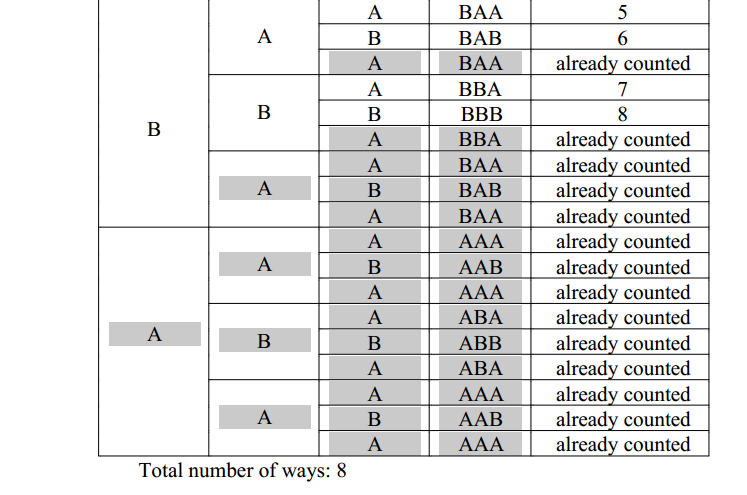 A BAA 5
A B BAB 6
A BAA already counted
A BBA 7
B B BBB 8
B
A BBA already counted
A BAA already counted
A B BAB already counted
A BAA already counted
A AAA already counted
A B AAB already counted
A AAA already counted
A ABA already counted
A B B ABB already counted
A ABA already counted
A AAA already counted
A B AAB already counted
A AAA already counted
Total number of ways: 8